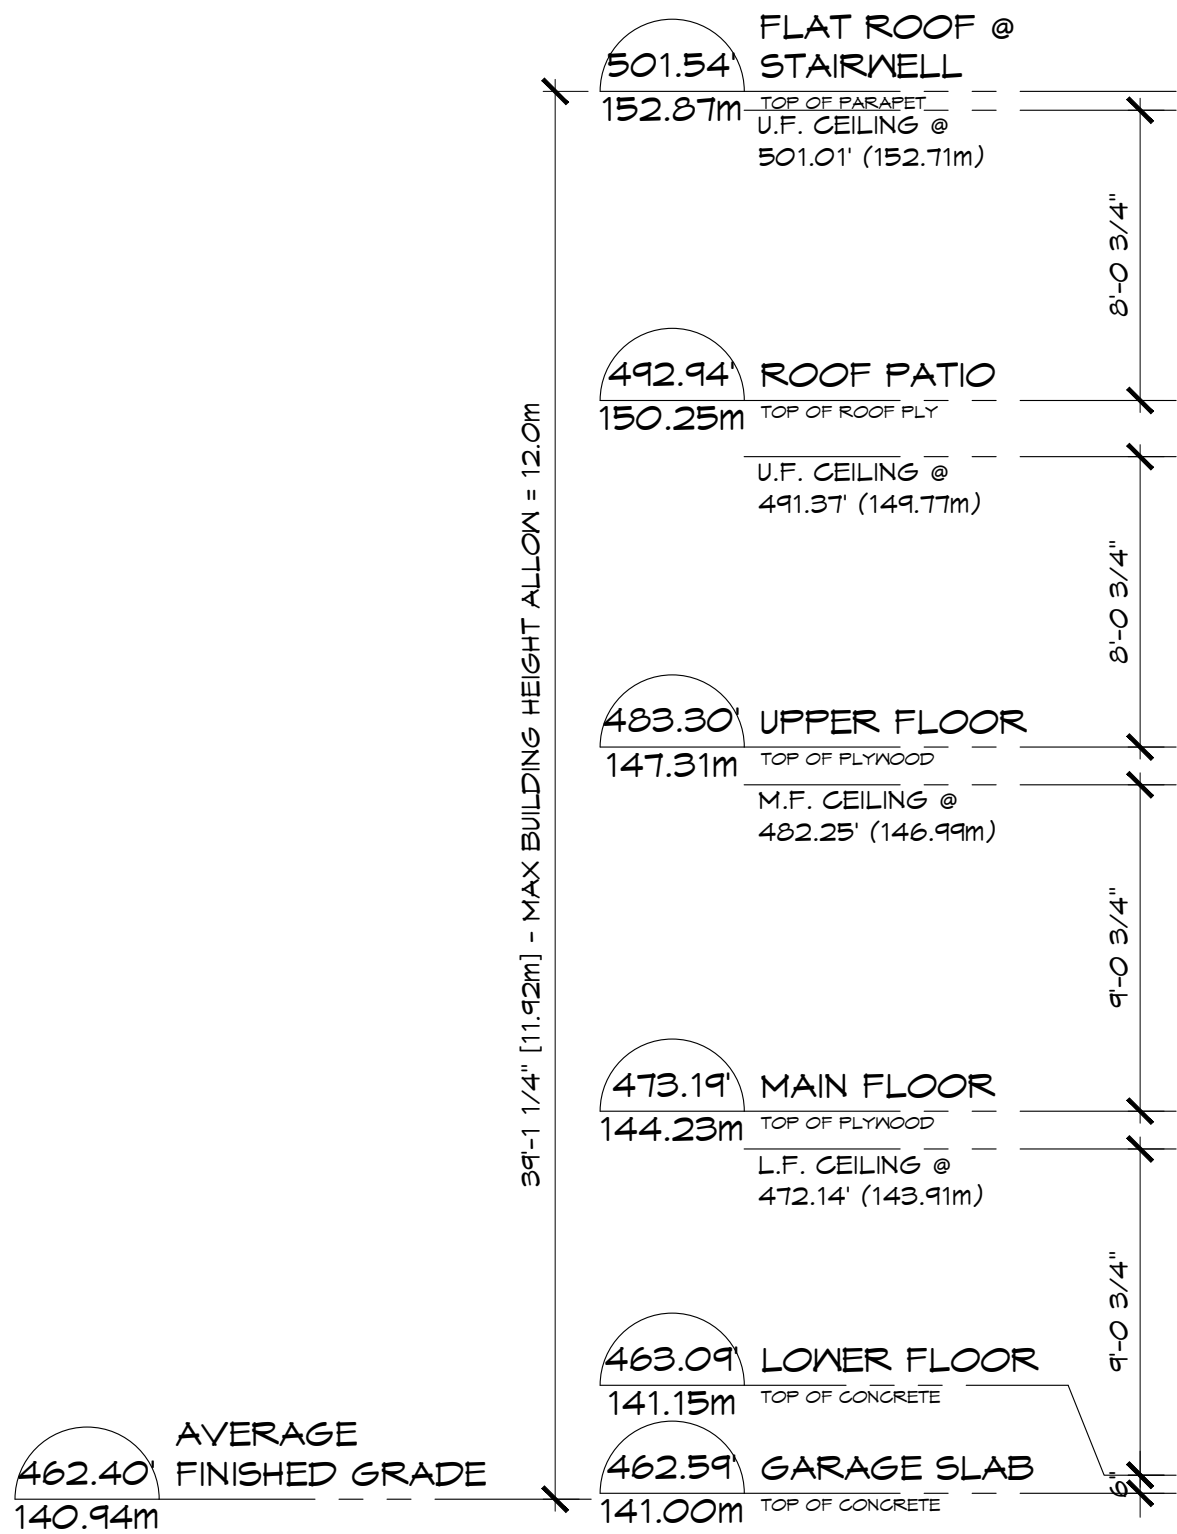 FLAT ROOF @
501.54' STAIRWELL
152.87m TOP OF PARAPET
U.F. CEILING @
501.01' (152.71m)
8'-0 3/4"
492.94' ROOF PATIO
150.25m TOP OF ROOF PLY
U.F. CEILING @
491.37' (149.77m)
8'-0 3/4"
39'-1 1/4" [11.92m] - MAX BUILDING HEIGHT ALLOW = 12.0m
483.30' UPPER FLOOR
147.31m TOP OF PLYWOOD
M.F. CEILING @
482.25' (146.99m)
9'-0 3/4"
473.19' MAIN FLOOR
144.23m TOP OF PLYWOOD
L.F. CEILING @
472.14' (143.91m)
9'-0 3/4"
463.09' LOWER FLOOR
141.15m TOP OF CONCRETE
AVERAGE
462.40' FINISHED GRADE
140.94m
462.59' GARAGE SLAB
141.00m TOP OF CONCRETE
6"